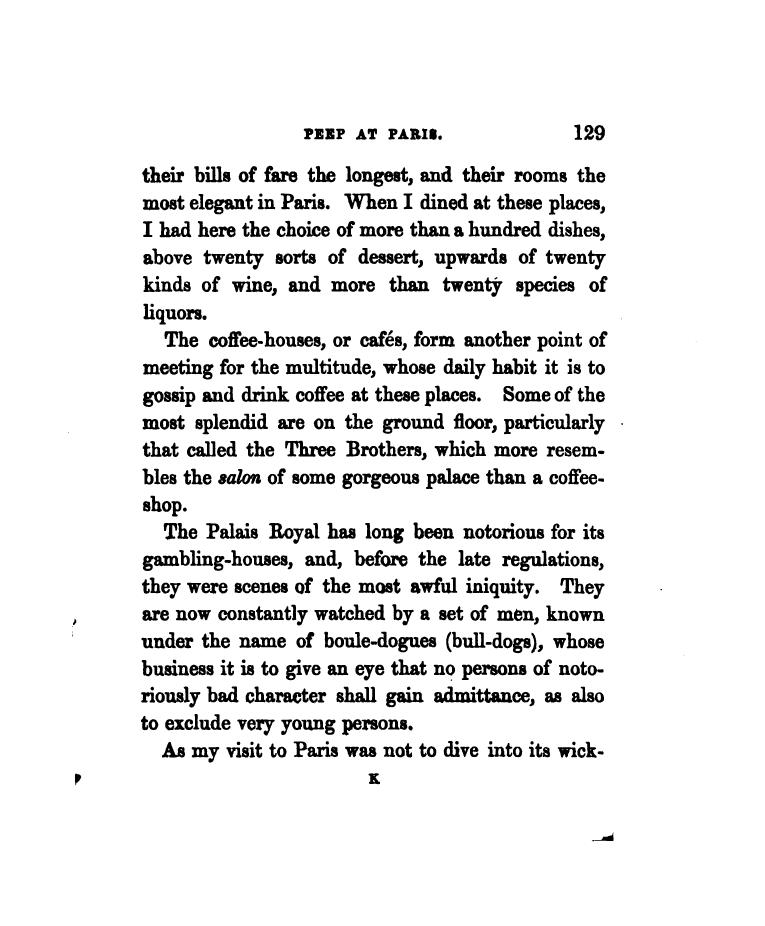 PEEP AT PARIS. 129
their bills of fare the longest, and their rooms the
most elegant in Paris. When I dined at these places,
I had here the choice of more than a hundred dishes,
above twenty sorts of dessert, upwards of twenty
kinds of wine, and more than twenty species of
liquors.
The coffee-houses, or cafés, form another point of
meeting for the multitude, whose daily habit it is to
gossip and drink coffee at these places. Some of the
most splendid are on the ground floor, particularly
that called the Three Brothers, which more resem-
bles the salon of some gorgeous palace than a coffee-
shop.
The Palais Royal has long been notorious for its
gambling-houses, and, before the late regulations,
they were scenes of the most awful iniquity. They
are now constantly watched by a set of men, known
under the name of boule-dogues (bull-dogs), whose
business it is to give an eye that no persons of noto-
riously bad character shall gain admittance, as also
to exclude very young persons.
As my visit to Paris was not to dive into its wick-
K